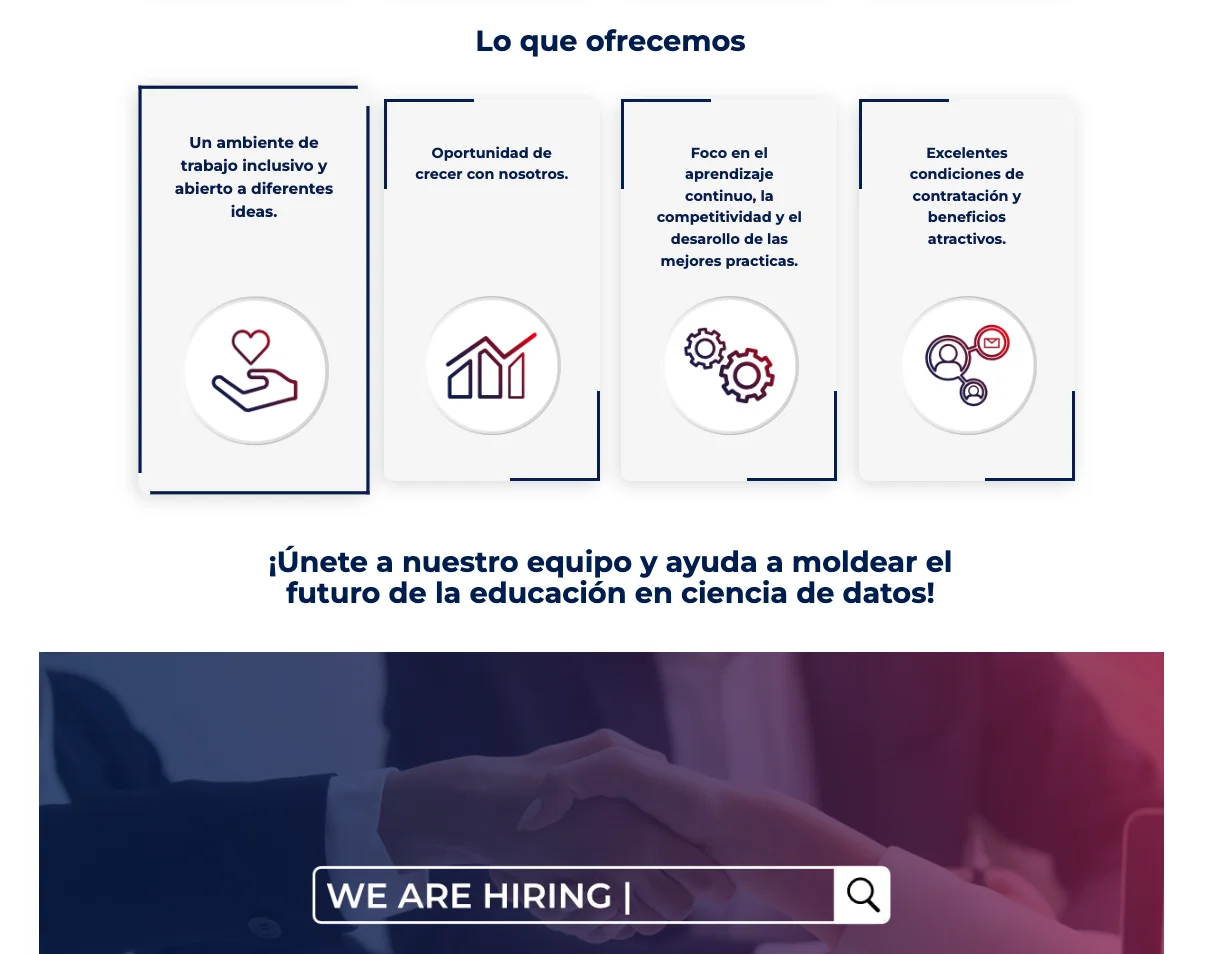 Lo que ofrecemos
Un ambiente de
trabajo inclusivo y
abierto a diferentes
ideas.
Oportunidad de
crecer con nosotros.
Foco en el
aprendizaje
continuo, la
competitividad y el
desarollo de las
mejores practicas.
Excelentes
condiciones de
contratación y
beneficios
atractivos.
¡Únete a nuestro equipo y ayuda a moldear el
futuro de la educación en ciencia de datos!
WE ARE HIRING |